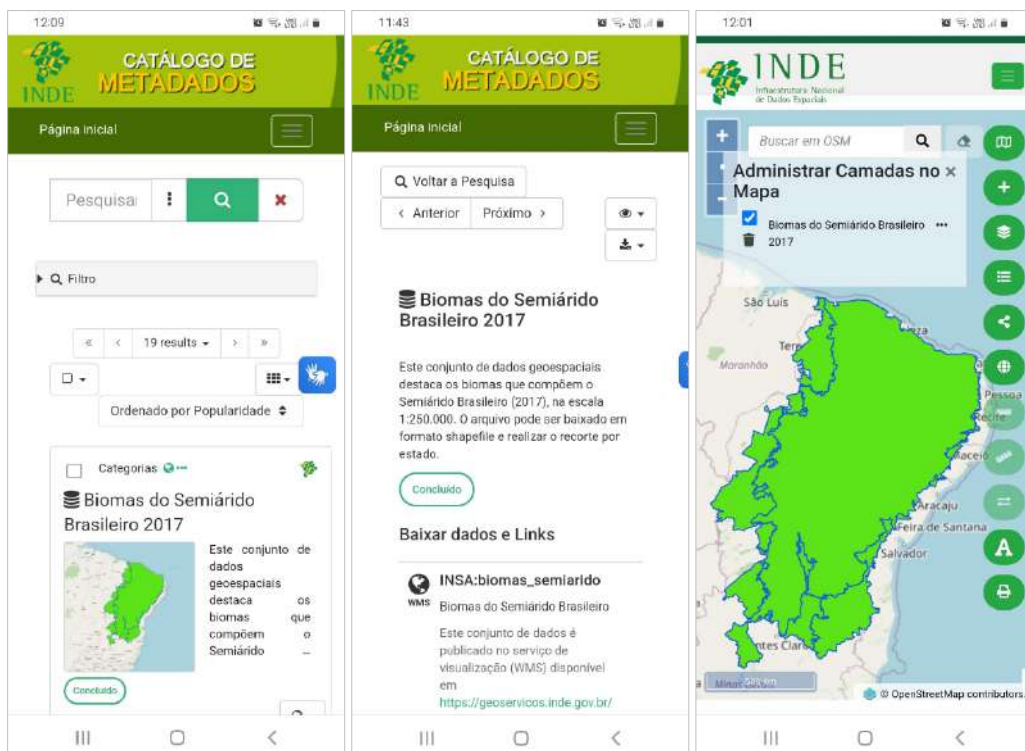 12:09
INDE
CATÁLOGO DE
METADADOS
Página inicial
Pesquisa
Filtro
« ‹ 19 results › »
Ordenado por Popularidade
Categorias
Biomas do Semiárido
Brasileiro 2017
Este conjunto de
dados
geoespaciais
destaca os
biomas que
compõem o
Semiárido ...
Concluído
11:43
INDE
CATÁLOGO DE
METADADOS
Página inicial
Voltar a Pesquisa
‹ Anterior Próximo ›
Biomas do Semiárido
Brasileiro 2017
Este conjunto de dados geoespaciais
destaca os biomas que compõem o
Semiárido Brasileiro (2017), na escala
1:250.000. O arquivo pode ser baixado em
formato shapefile e realizar o recorte por
estado.
Concluído
Baixar dados e Links
WMS
INSA:biomas_semiarido
Biomas do Semiárido Brasileiro
Este conjunto de dados é
publicado no serviço de
visualização (WMS) disponível
em
https://geoservicos.inde.gov.br/
12:01
INDE
Infraestrutura Nacional
de Dados Espaciais
+
Buscar em OSM
Administrar Camadas no ×
Mapa
-
Biomas do Semiárido Brasileiro •••
2017
São Luís
Maranhão
Pessoa
Recife
Maceió
Aracaju
Feira de Santana
Salvador
A
© OpenStreetMap contributors.